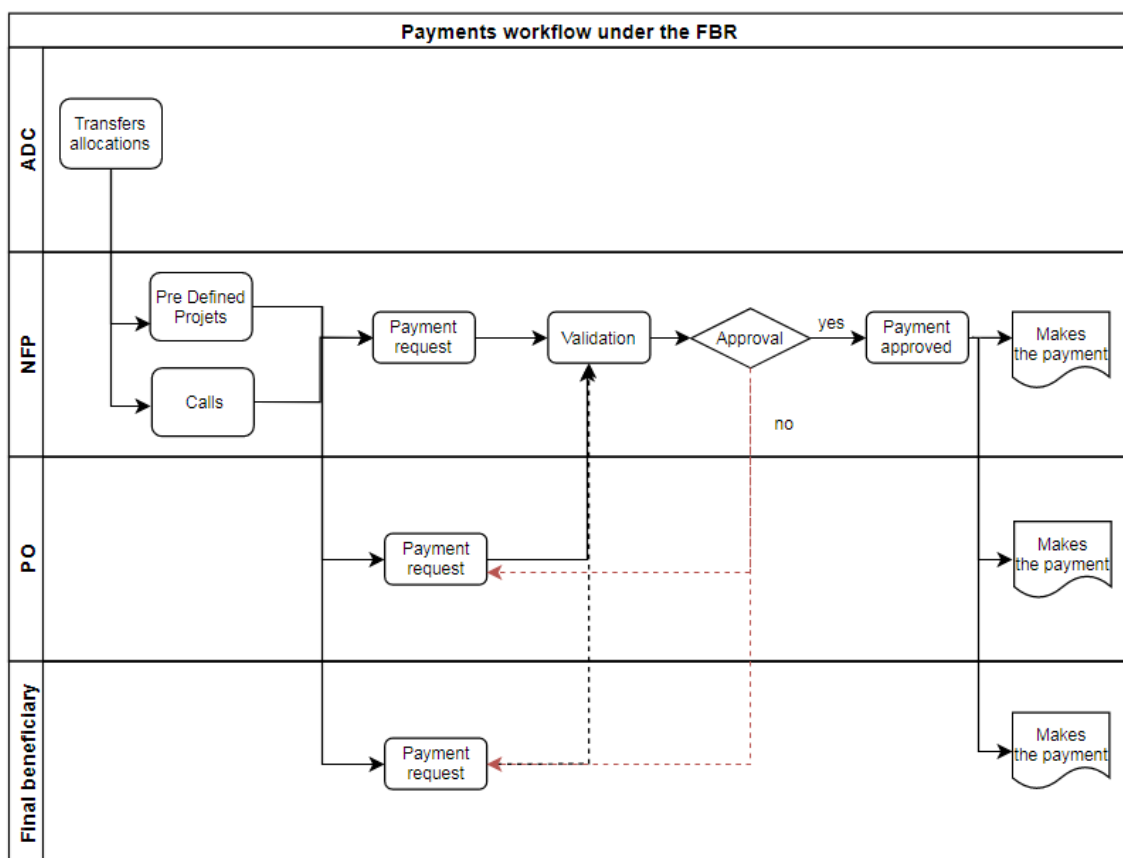 Payments workflow under the FBR
ADC
Transfers
allocations
NFP
Pre Defined
Projets
Calls
Payment
request
Validation
Approval
yes
no
Payment
approved
Makes
the payment
PO
Payment
request
Makes
the payment
Final beneficiary
Payment
request
Makes
the payment